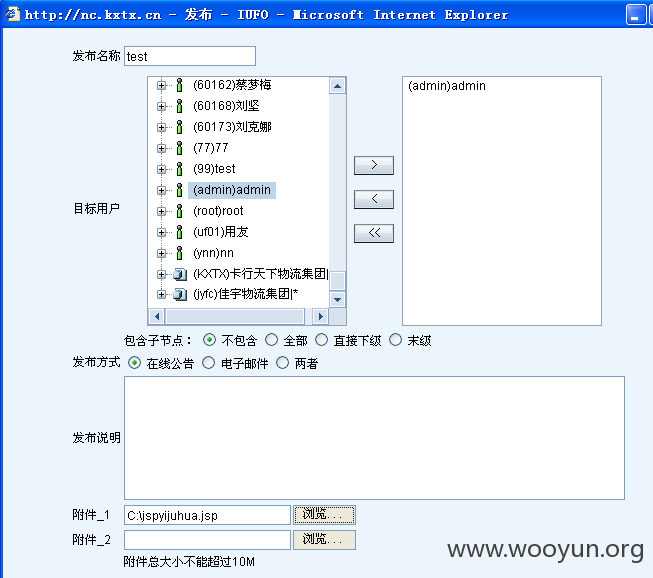 http://nc.kxtx.cn - 发布 - IUFO - Microsoft Internet Explorer
发布名称 test
(60162)蔡梦梅
(60168)刘坚
(60173)刘克娜
(77)77
(99)test
(admin)admin
(root)root
(uf01)用友
(ynn)nn
(KXTX)卡行天下物流集团|
(jyfc)佳宇物流集团|*
目标用户
>
<
<<
(admin)admin
包含子节点： 不包含 全部 直接下级 末级
发布方式 在线公告 电子邮件 两者
发布说明
附件_1 C:\jspyijuhua.jsp 浏览...
附件_2 浏览...
附件总大小不能超过10M
www.wooyun.org